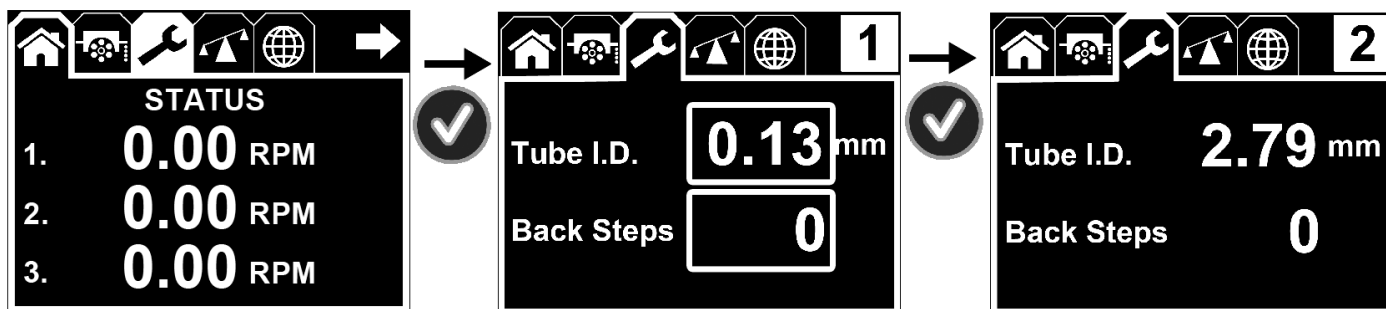 STATUS
1. 0.00 RPM
2. 0.00 RPM
3. 0.00 RPM
1
Tube I.D. 0.13 mm
Back Steps 0
2
Tube I.D. 2.79 mm
Back Steps 0